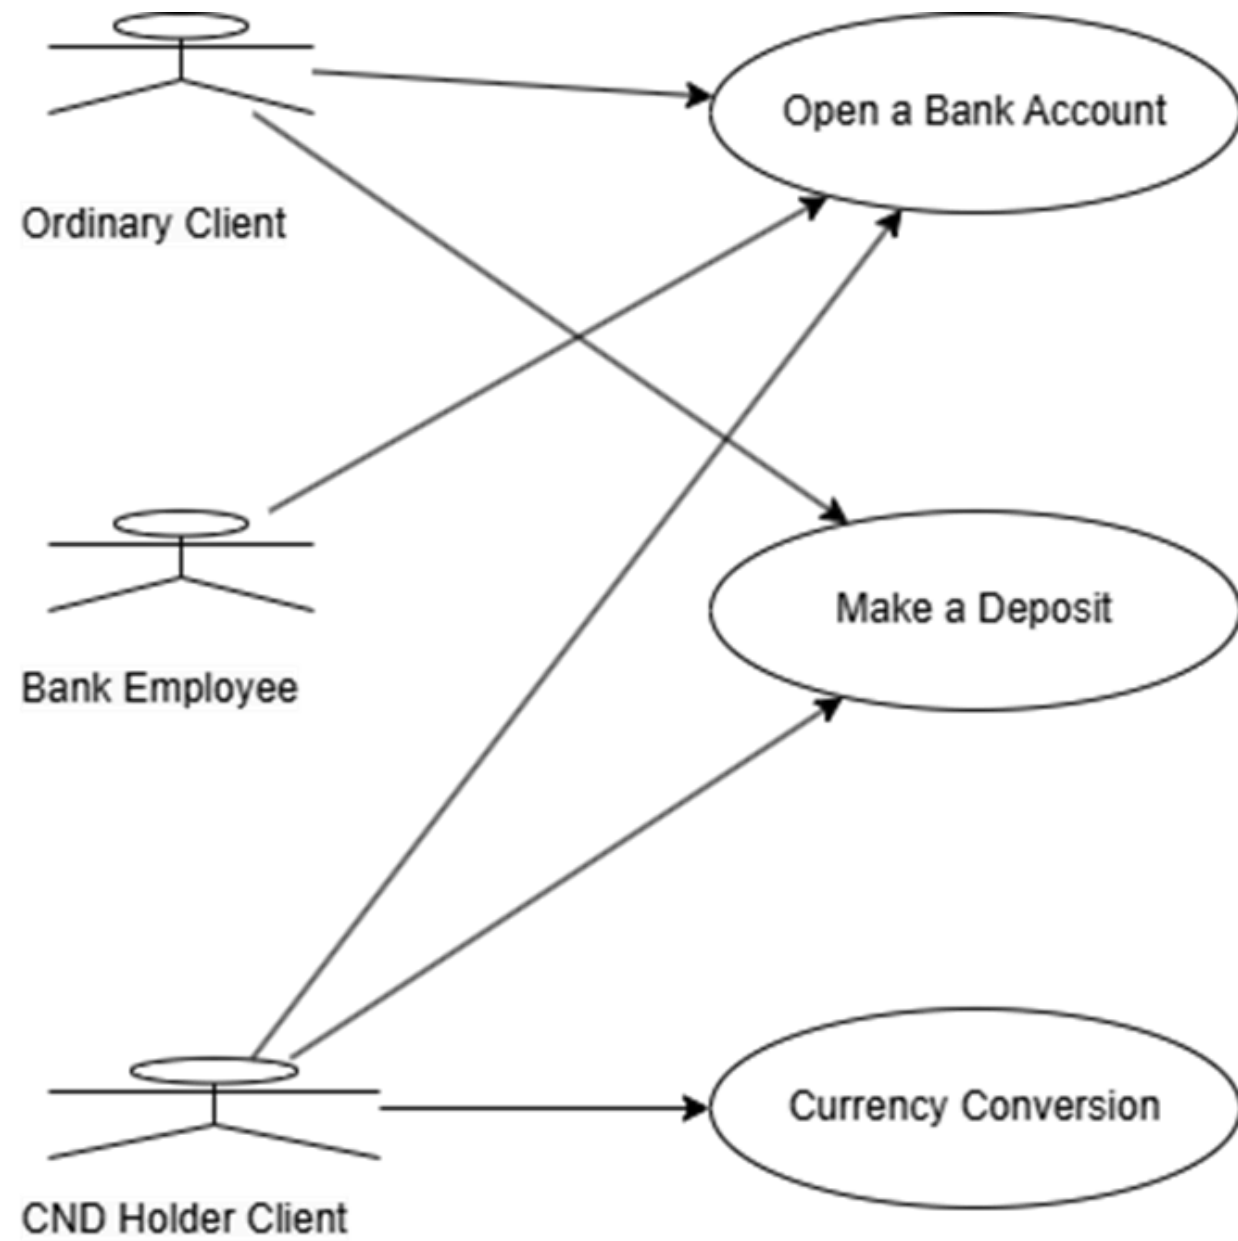 Open a Bank Account
Ordinary Client
Make a Deposit
Bank Employee
Currency Conversion
CND Holder Client